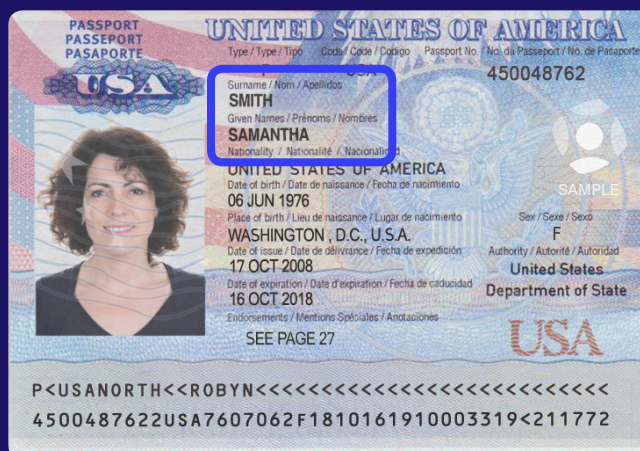 PASSPORT
PASSEPORT
PASAPORTE
UNITED STATES OF AMERICA
Type / Type / Tipo Code / Code / Codigo Passport No. / No. du Passeport / No. de Pasaporte
USA
P USA 450048762
Surname / Nom / Apellidos
SMITH
Given Names / Prénoms / Nombres
SAMANTHA
Nationality / Nationalité / Nacionalidad
UNITED STATES OF AMERICA
Date of birth / Date de naissance / Fecha de nacimiento
06 JUN 1976
SAMPLE
Place of birth / Lieu de naissance / Lugar de nacimiento Sex / Sexe / Sexo
WASHINGTON , D.C., U.S.A. F
Date of issue / Date de délivrance / Fecha de expedición Authority / Autorité / Autoridad
17 OCT 2008 United States
Date of expiration / Date d'expiration / Fecha de caducidad Department of State
16 OCT 2018
Endorsements / Mentions Spéciales / Anotaciones
SEE PAGE 27
USA
P<USANORTH<<ROBYN<<<<<<<<<<<<<<<<<<<<<<<<<<<
4500487622USA7607062F1810161910003319<211772